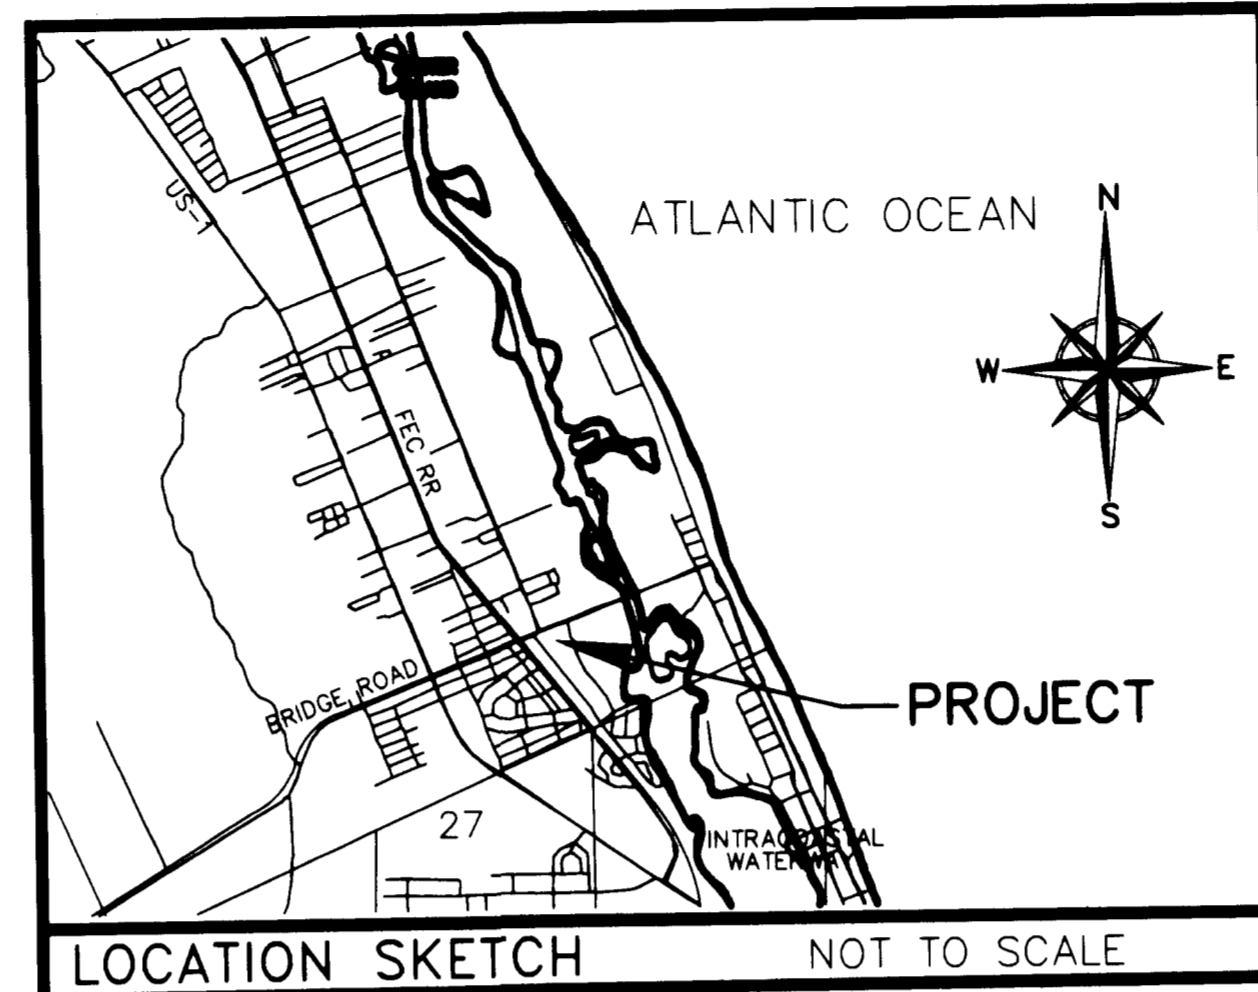 US-1
ATLANTIC OCEAN
N
W
E
S
FEC RR
BRIDGE ROAD
PROJECT
27
INTRACOASTAL
WATERWAY
LOCATION SKETCH
NOT TO SCALE